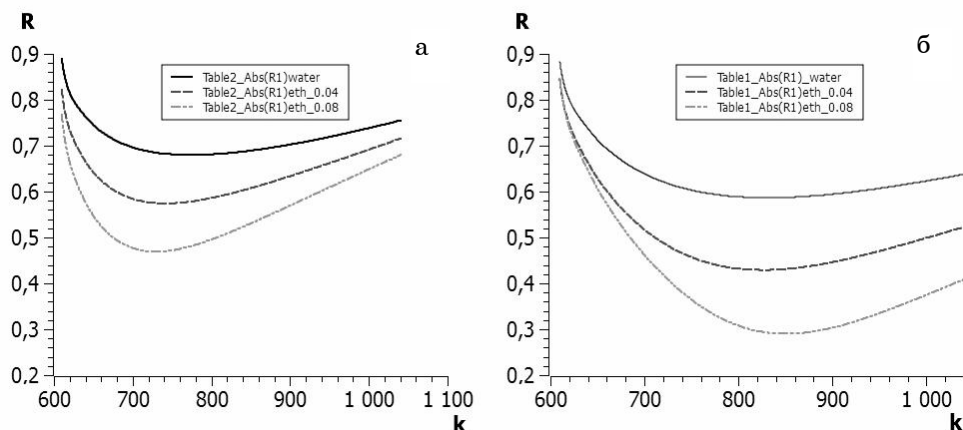 R
а
0,9
0,8
0,7
0,6
0,5
0,4
0,3
0,2
Table2_Abs(R1)water
Table2_Abs(R1)eth_0.04
Table2_Abs(R1)eth_0.08
600 700 800 900 1 000 1 100
k
R
б
0,9
0,8
0,7
0,6
0,5
0,4
0,3
0,2
Table1_Abs(R1)_water
Table1_Abs(R1)eth_0.04
Table1_Abs(R1)eth_0.08
600 700 800 900 1 000
k